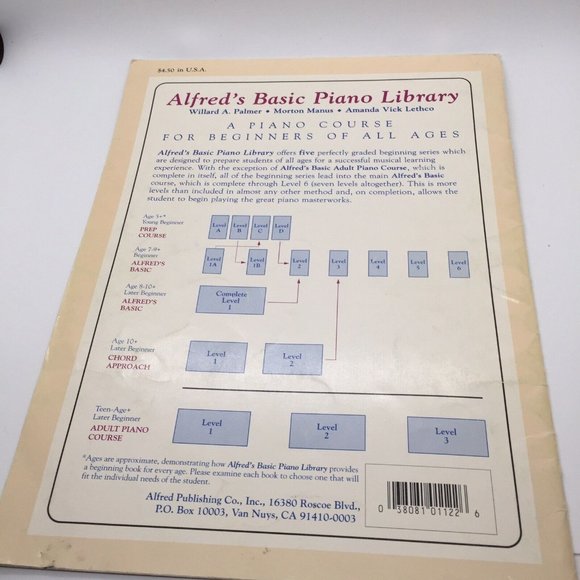 $4.50 in U.S.A.
Alfred's Basic Piano Library
Willard A. Palmer • Morton Manus • Amanda Vick Lethco
A PIANO COURSE
FOR BEGINNERS OF ALL AGES
Alfred's Basic Piano Library offers five perfectly graded beginning series which
are designed to prepare students of all ages for a successful musical learning
experience. With the exception of Alfred's Basic Adult Piano Course, which is
complete in itself, all of the beginning series lead into the main Alfred's Basic
course, which is complete through Level 6 (seven levels altogether). This is more
levels than included in almost any other method and, on completion, allows the
student to begin playing the great piano masterworks.
Age 5+*
Young Beginner
PREP
COURSE
Level A
Level B
Level C
Level D
Age 7-9+
Beginner
ALFRED'S
BASIC
Level 1A
Level 1B
Level 2
Level 3
Level 4
Level 5
Level 6
Age 8-10+
Later Beginner
ALFRED'S
BASIC
Complete
Level
1
Age 10+
Later Beginner
CHORD
APPROACH
Level 1
Level 2
Teen-Age+
Later Beginner
ADULT PIANO
COURSE
Level 1
Level 2
Level 3
*Ages are approximate, demonstrating how Alfred's Basic Piano Library provides
a beginning book for every age. Please examine each book to choose one that will
fit the individual needs of the student.
Alfred Publishing Co., Inc., 16380 Roscoe Blvd.,
P.O. Box 10003, Van Nuys, CA 91410-0003
0 38081 01122 6